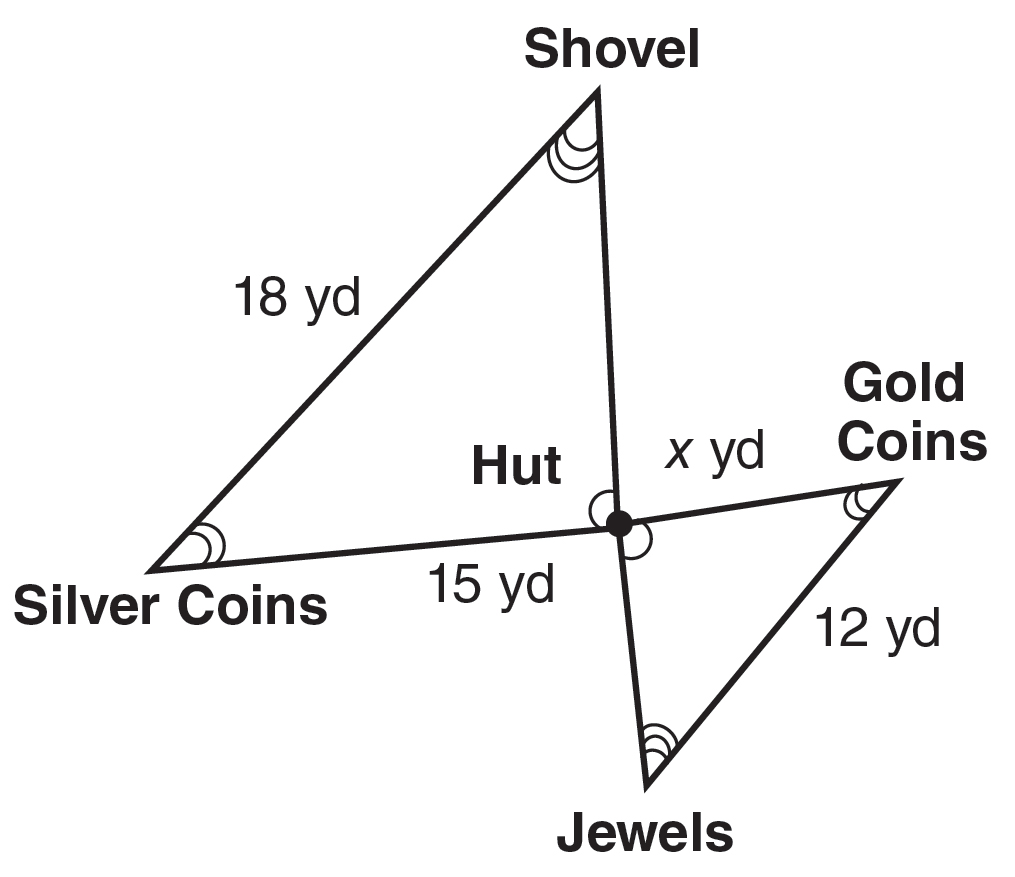 Shovel
18 yd
Gold
Coins
x yd
Hut
15 yd
Silver Coins
12 yd
Jewels